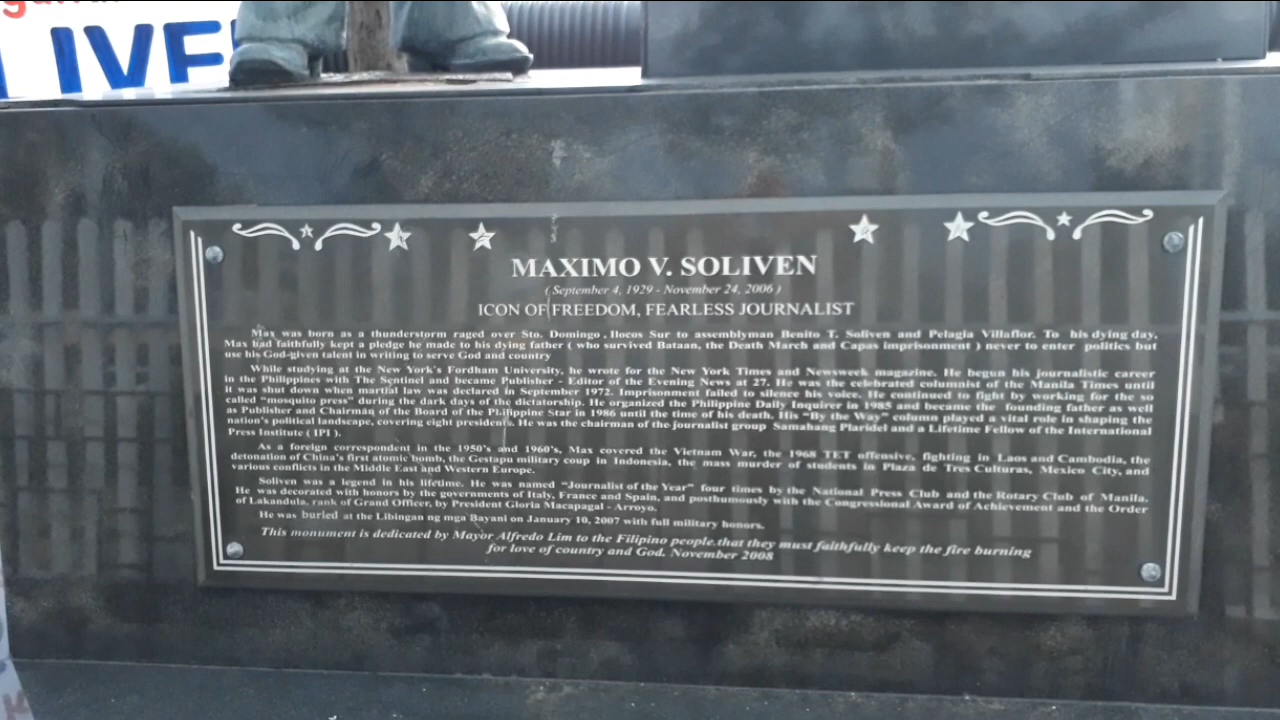 LIVE
MAXIMO V. SOLIVEN
( September 4, 1929 - November 24, 2006 )
ICON OF FREEDOM, FEARLESS JOURNALIST
Max was born as a thunderstorm raged over Sto. Domingo , Ilocos Sur to assemblyman Benito T. Soliven and Pelagia Villaflor. To his dying day,
Max had faithfully kept a pledge he made to his dying father ( who survived Bataan, the Death March and Capas imprisonment ) never to enter politics but
use his God-given talent in writing to serve God and country
While studying at the New York's Fordham University, he wrote for the New York Times and Newsweek magazine. He begun his journalistic career
in the Philippines with The Sentinel and became Publisher - Editor of the Evening News at 27. He was the celebrated columnist of the Manila Times until
it was shut down when martial law was declared in September 1972. Imprisonment failed to silence his voice. He continued to fight by working for the so
called "mosquito press" during the dark days of the dictatorship. He organized the Philippine Daily Inquirer in 1985 and became the founding father as well
as Publisher and Chairman of the Board of the Philippine Star in 1986 until the time of his death. His "By the Way" column played a vital role in shaping the
nation's political landscape, covering eight presidents. He was the chairman of the journalist group Samahang Plaridel and a Lifetime Fellow of the International
Press Institute ( IPI ).
As a foreign correspondent in the 1950's and 1960's, Max covered the Vietnam War, the 1968 TET offensive, fighting in Laos and Cambodia, the
detonation of China's first atomic bomb, the Gestapu military coup in Indonesia, the mass murder of students in Plaza de Tres Culturas, Mexico City, and
various conflicts in the Middle East and Western Europe.
Soliven was a legend in his lifetime. He was named "Journalist of the Year" four times by the National Press Club and the Rotary Club of Manila.
He was decorated with honors by the governments of Italy, France and Spain, and posthumously with the Congressional Award of Achievement and the Order
of Lakandula, rank of Grand Officer, by President Gloria Macapagal - Arroyo.
He was buried at the Libingan ng mga Bayani on January 10, 2007 with full military honors.
This monument is dedicated by Mayor Alfredo Lim to the Filipino people that they must faithfully keep the fire burning
for love of country and God. November 2008